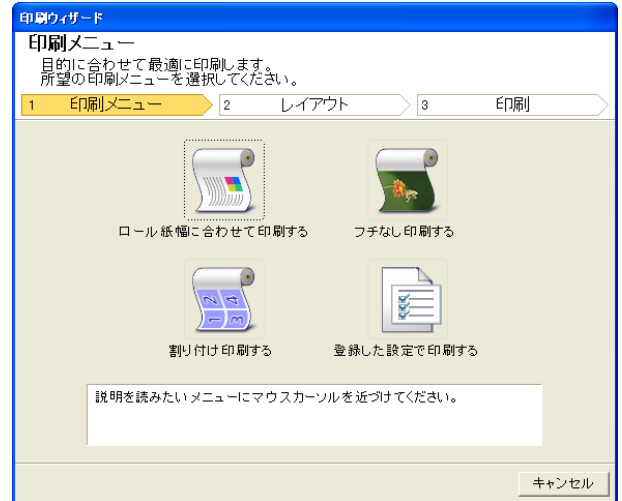 印刷ウィザード
印刷メニュー
目的に合わせて最適に印刷します。
所望の印刷メニューを選択してください。
1 印刷メニュー 2 レイアウト 3 印刷
ロール紙幅に合わせて印刷する フチなし印刷する
1 2 3 4
割り付け印刷する 登録した設定で印刷する
説明を読みたいメニューにマウスカーソルを近づけてください。
キャンセル